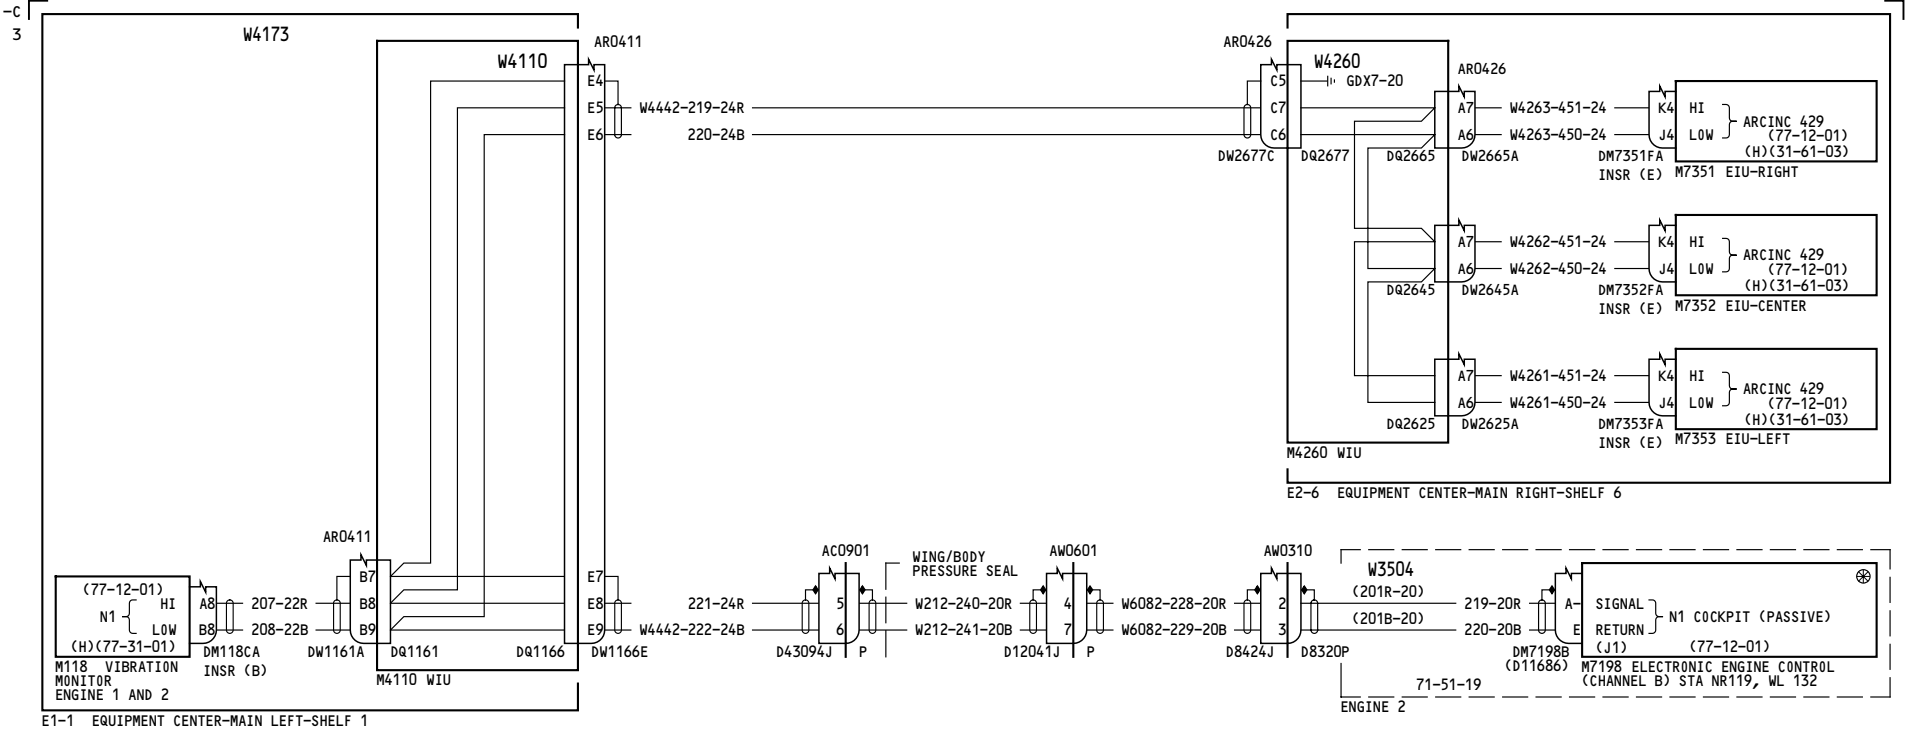 -C
3
W4173
W4110
AR0411
E4
E5
E6
W4442-219-24R
220-24B
AR0426
W4260
C5
C7
C6
GDX7-20
DW2677C
DQ2677
AR0426
A7
A6
DQ2665
DW2665A
W4263-451-24
W4263-450-24
K4
J4
HI
LOW
ARCINC 429
(77-12-01)
(H)(31-61-03)
DM7351FA
INSR (E)
M7351 EIU-RIGHT
A7
A6
DQ2645
DW2645A
W4262-451-24
W4262-450-24
K4
J4
HI
LOW
ARCINC 429
(77-12-01)
(H)(31-61-03)
DM7352FA
INSR (E)
M7352 EIU-CENTER
A7
A6
DQ2625
DW2625A
W4261-451-24
W4261-450-24
K4
J4
HI
LOW
ARCINC 429
(77-12-01)
(H)(31-61-03)
DM7353FA
INSR (E)
M7353 EIU-LEFT
M4260 WIU
E2-6 EQUIPMENT CENTER-MAIN RIGHT-SHELF 6
(77-12-01)
N1
HI
LOW
(H)(77-31-01)
M118 VIBRATION
MONITOR
ENGINE 1 AND 2
A8
B8
DM118CA
INSR (B)
207-22R
208-22B
AR0411
B7
B8
B9
DW1161A
DQ1161
M4110 WIU
DQ1166
E7
E8
E9
DW1166E
221-24R
W4442-222-24B
AC0901
5
6
D43094J
P
WING/BODY
PRESSURE SEAL
W212-240-20R
W212-241-20B
AW0601
4
7
D12041J
P
W6082-228-20R
W6082-229-20B
AW0310
2
3
D8424J
D8320P
W3504
(201R-20)
(201B-20)
219-20R
220-20B
A-
E
SIGNAL
RETURN
N1 COCKPIT (PASSIVE)
(J1)
(77-12-01)
DM7198B
(D11686)
M7198 ELECTRONIC ENGINE CONTROL
(CHANNEL B) STA NR119, WL 132
71-51-19
ENGINE 2
E1-1 EQUIPMENT CENTER-MAIN LEFT-SHELF 1